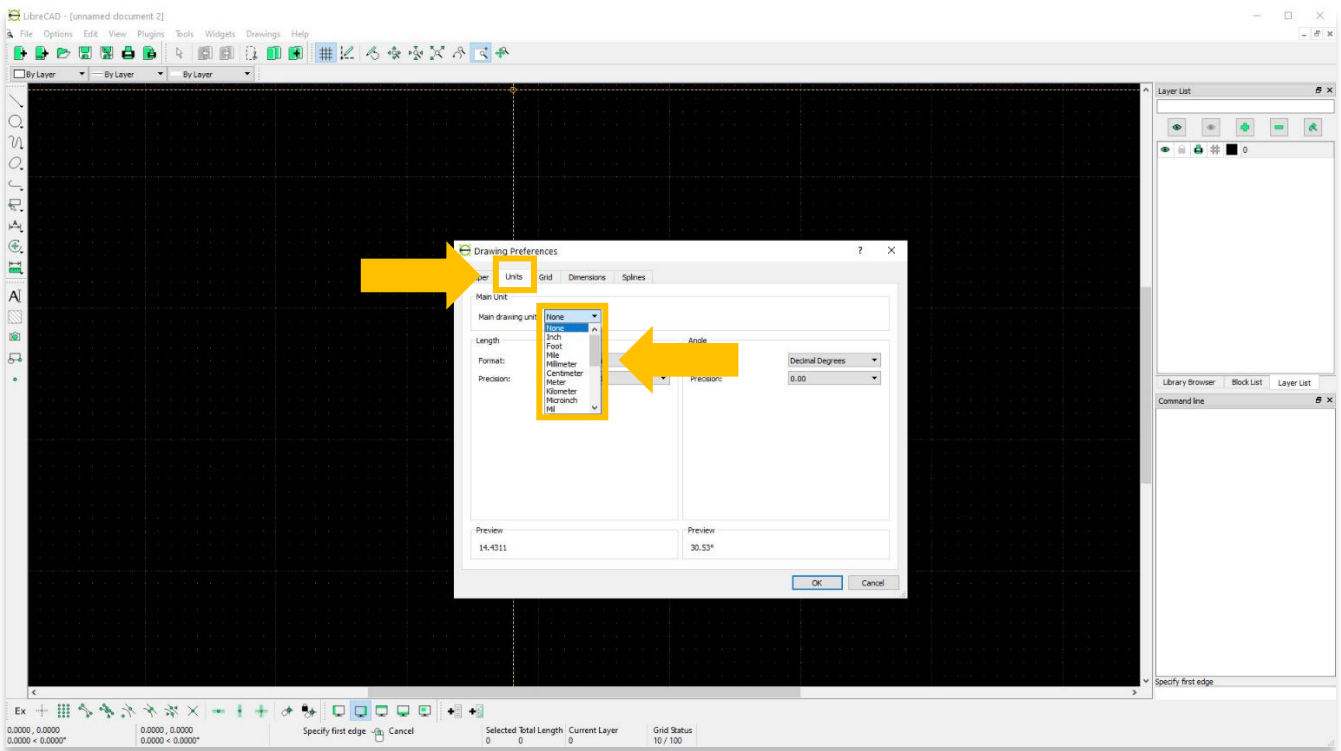 LibreCAD - [unnamed document 2]
File Options Edit View Plugins Tools Widgets Drawings Help
By Layer By Layer By Layer
Layer List
0
Drawing Preferences ?
Units Grid Dimensions Splines
Main Unit
Main drawing unit None
None
Inch
Foot
Mile
Millimeter
Centimeter
Meter
Kilometer
Microinch
Mil
Length
Format:
Precision:
Angle
Decimal Degrees
Precision: 0.00
Preview
14.4311
Preview
30.53°
OK Cancel
Library Browser Block List Layer List
Command line
Specify first edge
Ex
0.0000 , 0.0000
0.0000 < 0.0000°
0.0000 , 0.0000
0.0000 < 0.0000°
Specify first edge Cancel
Selected Total Length Current Layer Grid Status
0 0 0 10 / 100